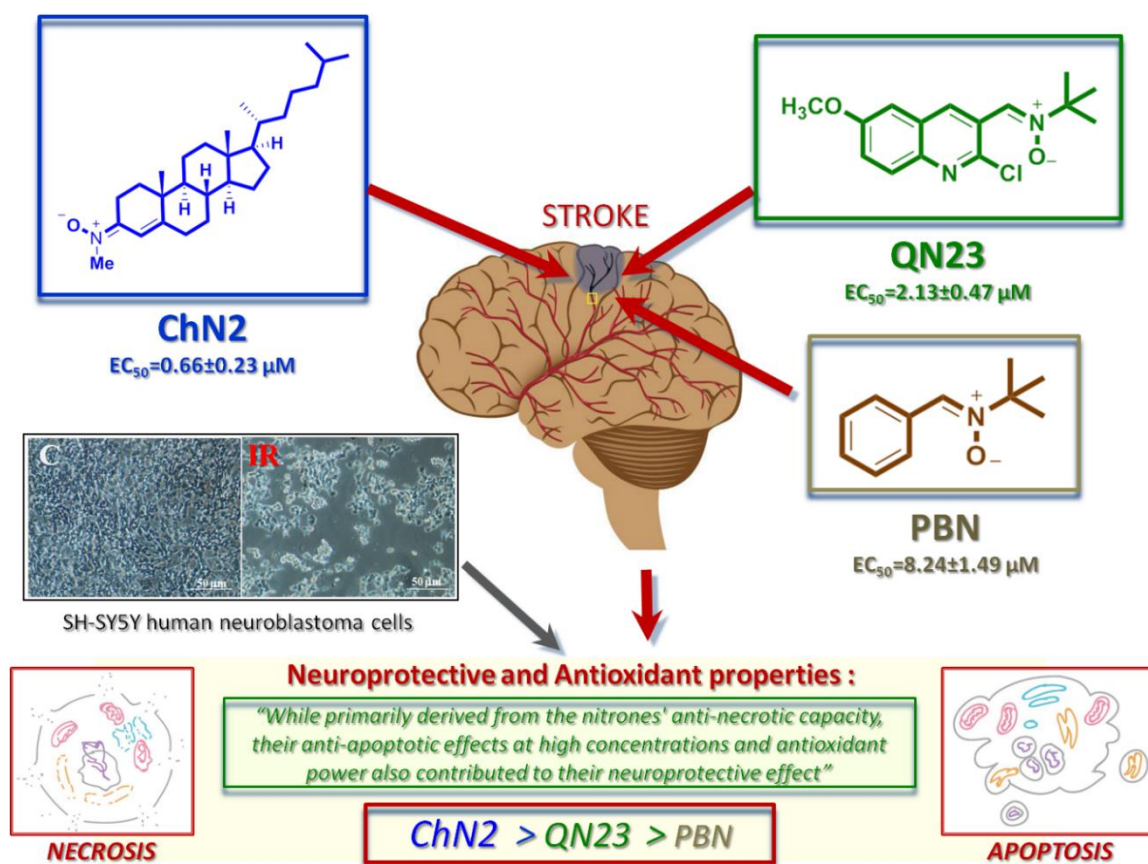 STROKE
H
H
H
H
⁻O
N⁺
Me
ChN2
EC₅₀=0.66±0.23 µM
H₃CO
N⁺
O⁻
N
Cl
QN23
EC₅₀=2.13±0.47 µM
N⁺
O⁻
PBN
EC₅₀=8.24±1.49 µM
C
IR
50 µm
50 µm
SH-SY5Y human neuroblastoma cells
Neuroprotective and Antioxidant properties :
“While primarily derived from the nitrones' anti-necrotic capacity,
their anti-apoptotic effects at high concentrations and antioxidant
power also contributed to their neuroprotective effect”
ChN2 > QN23 > PBN
NECROSIS
APOPTOSIS